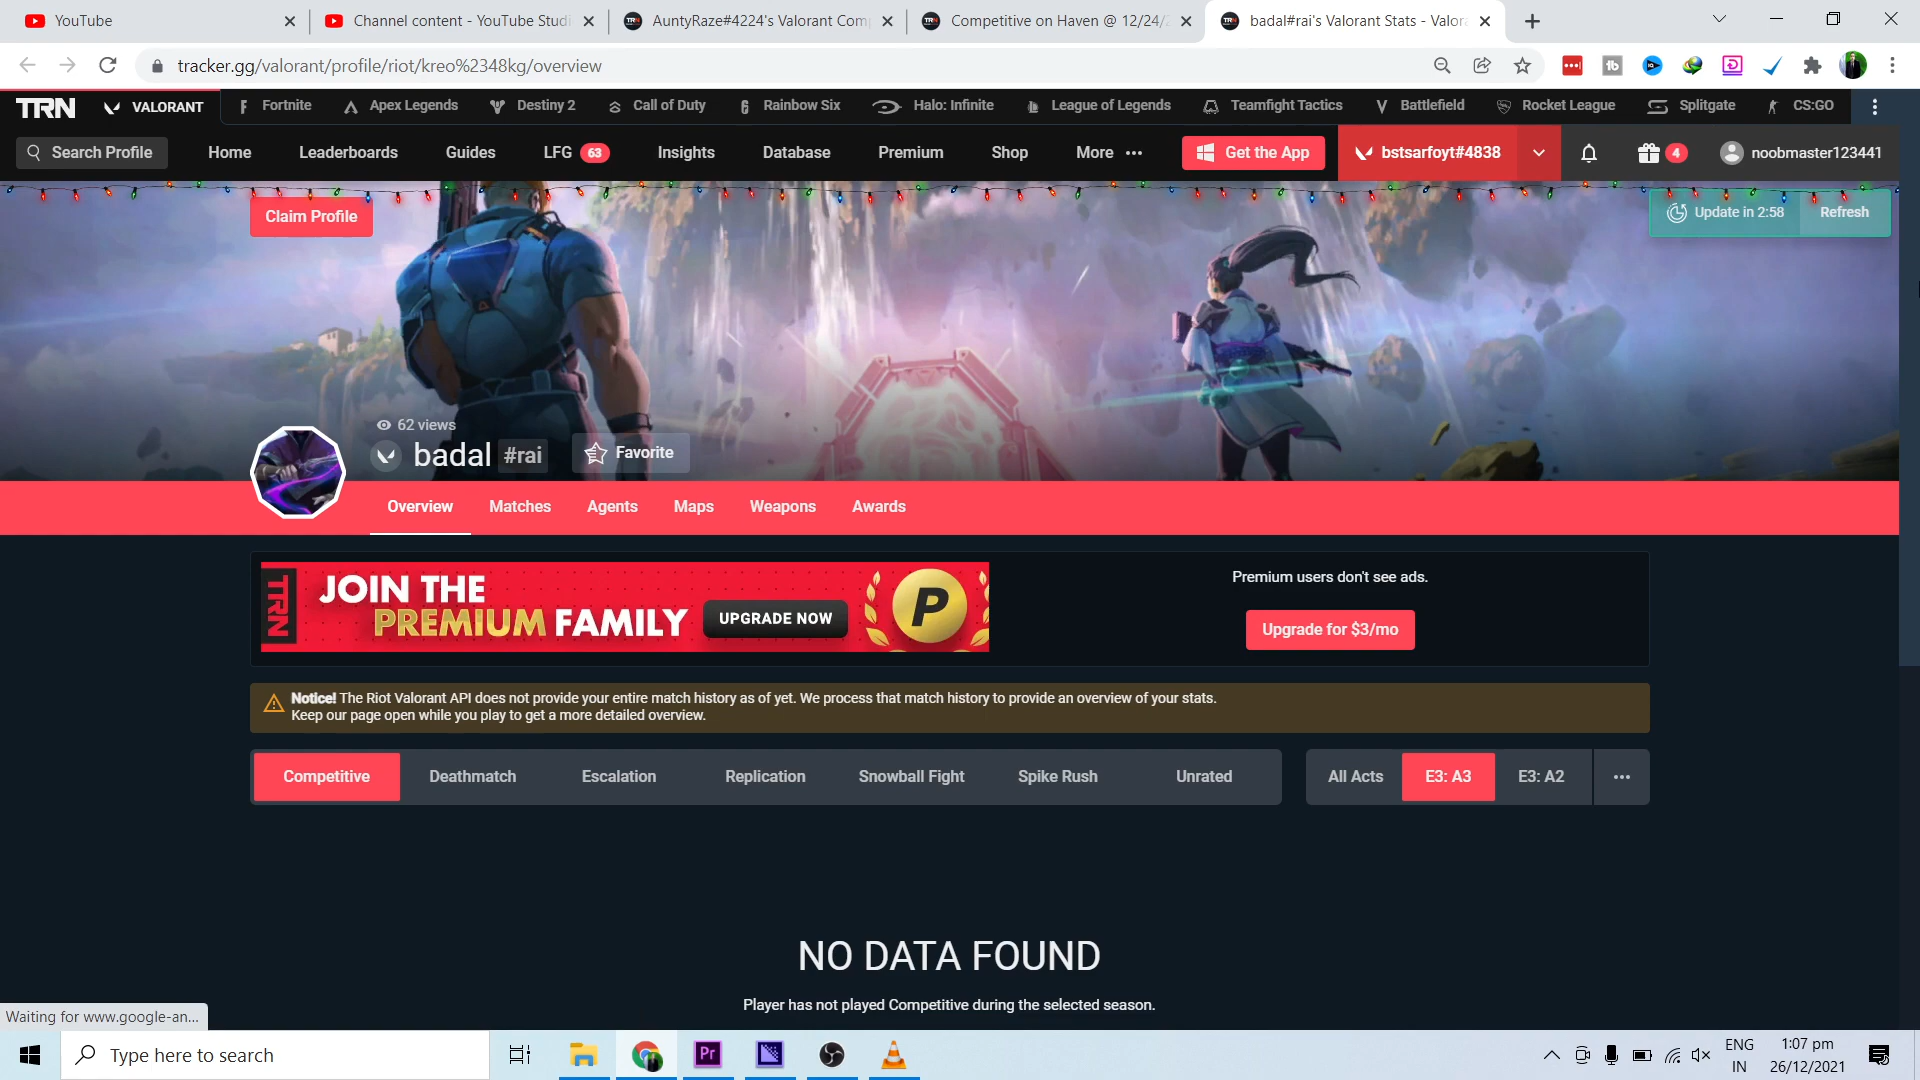 YouTube
Channel content - YouTube Studi
AuntyRaze#4224's Valorant Com
Competitive on Haven @ 12/24/2
badal#rai's Valorant Stats - Valor
tracker.gg/valorant/profile/riot/kreo%2348kg/overview
TRN VALORANT Fortnite Apex Legends Destiny 2 Call of Duty Rainbow Six Halo: Infinite League of Legends Teamfight Tactics Battlefield Rocket League Splitgate CS:GO
Search Profile Home Leaderboards Guides LFG 63 Insights Database Premium Shop More Get the App bstsarfoyt#4838 4 noobmaster123441
Claim Profile
Update in 2:58 Refresh
62 views
badal #rai Favorite
Overview Matches Agents Maps Weapons Awards
TRN
JOIN THE
PREMIUM FAMILY
UPGRADE NOW
P
Premium users don't see ads.
Upgrade for $3/mo
Notice! The Riot Valorant API does not provide your entire match history as of yet. We process that match history to provide an overview of your stats.
Keep our page open while you play to get a more detailed overview.
Competitive Deathmatch Escalation Replication Snowball Fight Spike Rush Unrated All Acts E3: A3 E3: A2
NO DATA FOUND
Player has not played Competitive during the selected season.
Waiting for www.google-an...
Type here to search
Pr
ENG
IN
1:07 pm
26/12/2021